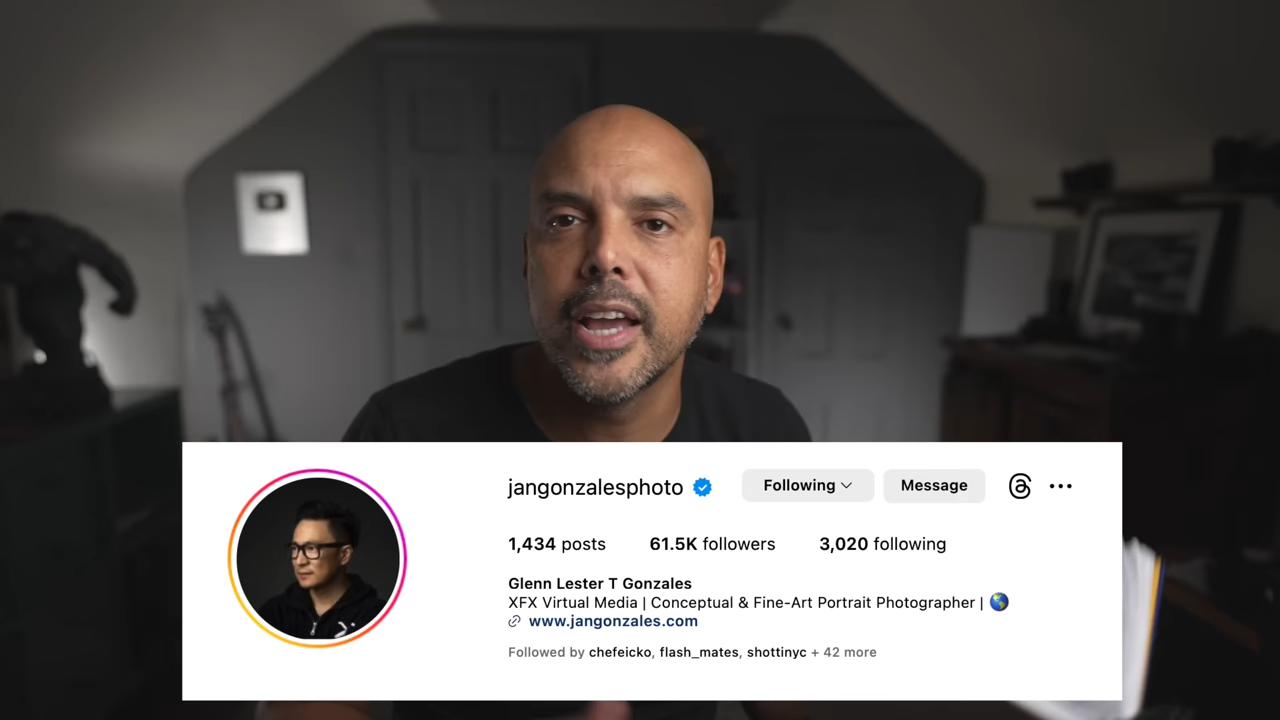 jangonzalesphoto Following Message
1,434 posts 61.5K followers 3,020 following
Glenn Lester T Gonzales
XFX Virtual Media | Conceptual & Fine-Art Portrait Photographer | 🌎
www.jangonzales.com
Followed by chefeicko, flash_mates, shottinyc + 42 more